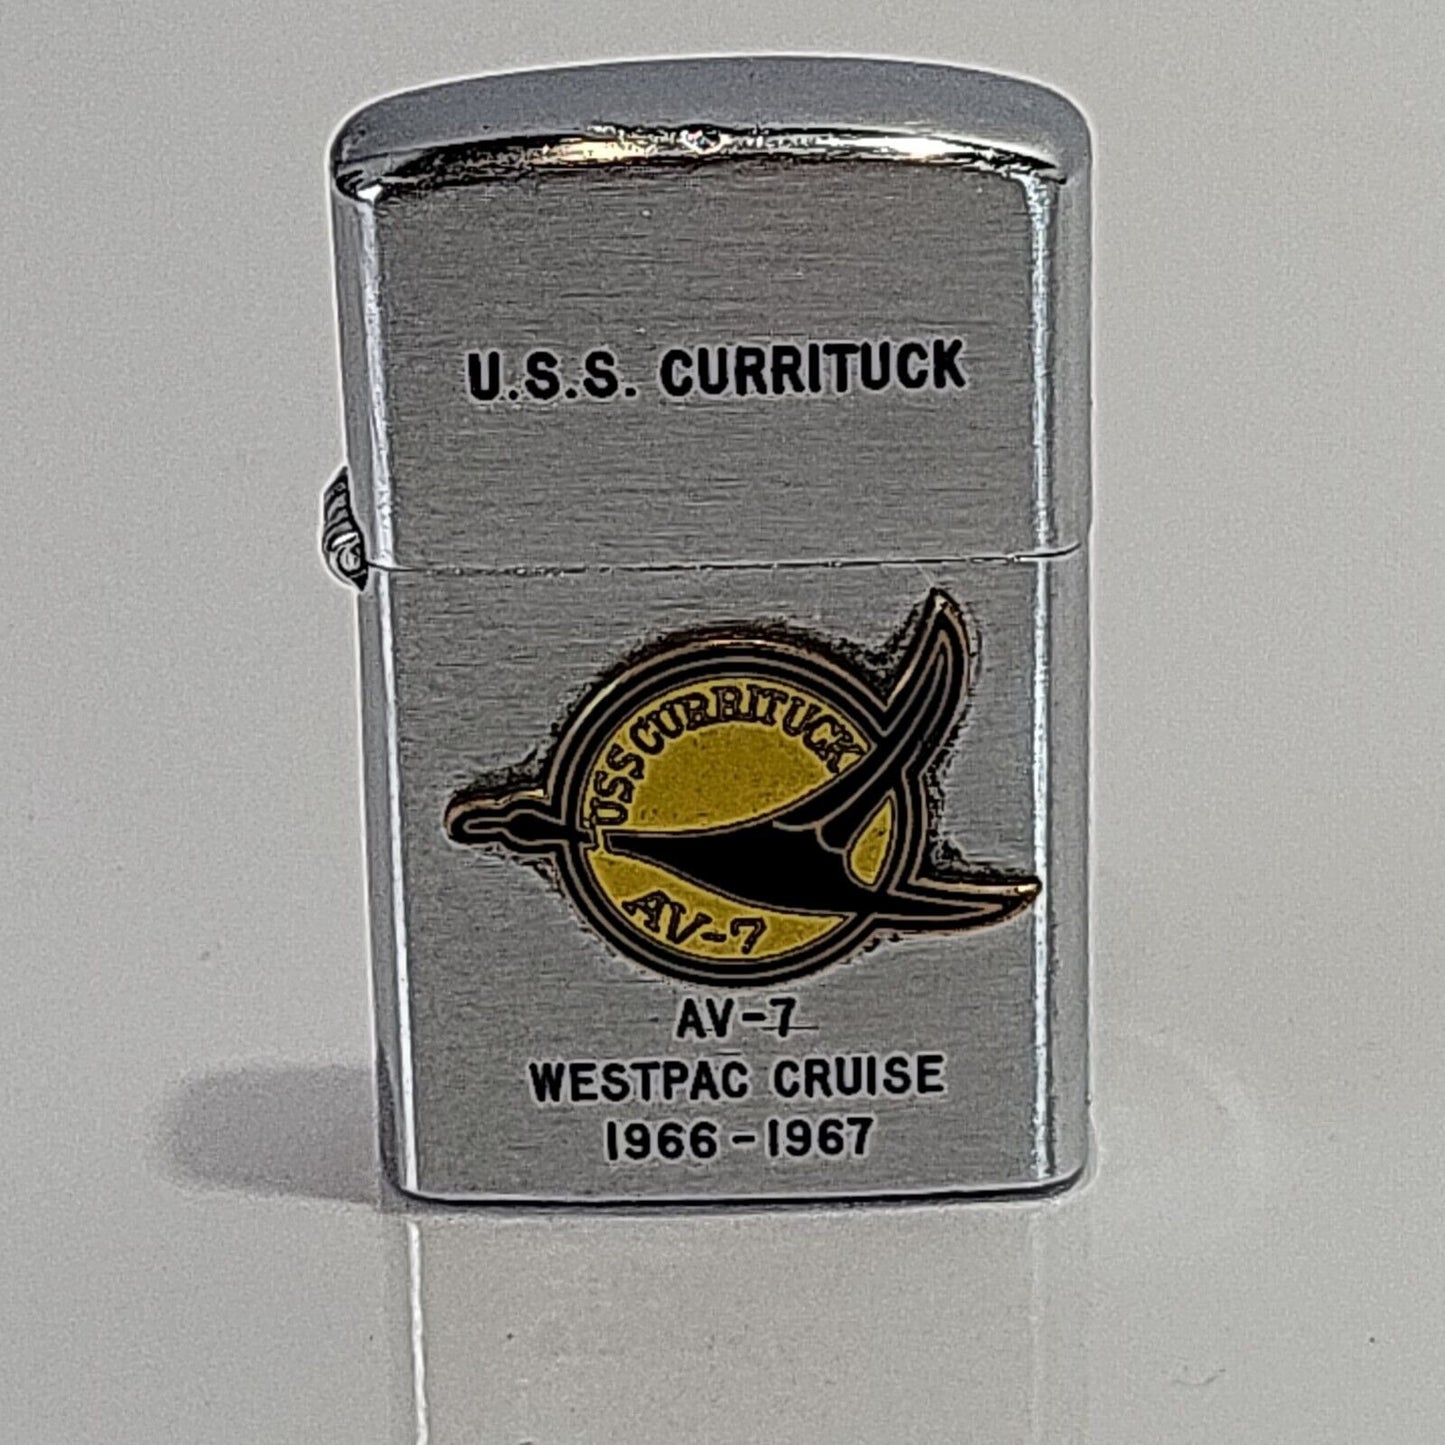 U.S.S. CURRITUCK
USS CURRITUCK
AV-7
AV-7
WESTPAC CRUISE
1966-1967